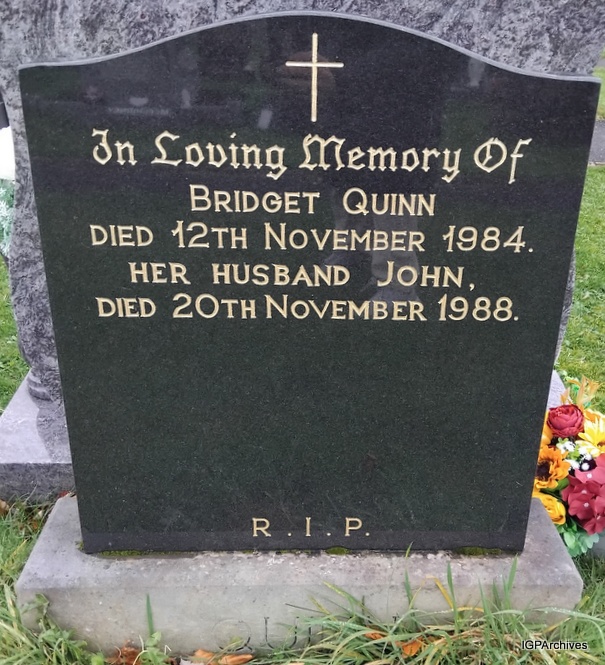 In Loving Memory Of
BRIDGET QUINN
DIED 12TH NOVEMBER 1984.
HER HUSBAND JOHN,
DIED 20TH NOVEMBER 1988.
R.I.P.
IGPArchives